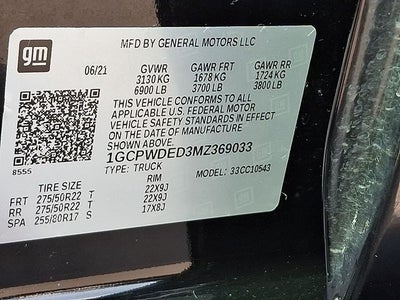 gm
MFD BY GENERAL MOTORS LLC
06/21 GVWR GAWR FRT GAWR RR
3130 KG 1678 KG 1724 KG
6900 LB 3700 LB 3800 LB
THIS VEHICLE CONFORMS TO ALL
APPLICABLE U.S. FEDERAL MOTOR
VEHICLE SAFETY STANDARDS IN EFFECT
ON THE DATE OF MANUFACTURE SHOWN ABOVE.
1GCPWDED3MZ369033
8555 TYPE: TRUCK MODEL: 33CC10543
TIRE SIZE RIM
FRT 275/50R22 T 22X9J
RR 275/50R22 T 22X9J
SPA 255/80R17 S 17X8J